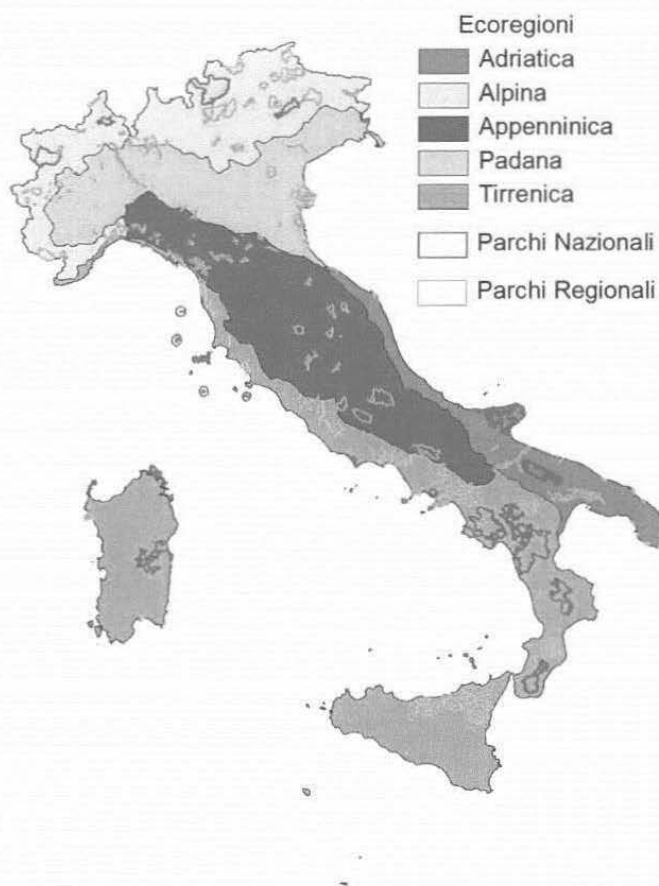 Ecoregioni
Adriatica
Alpina
Appenninica
Padana
Tirrenica
Parchi Nazionali
Parchi Regionali